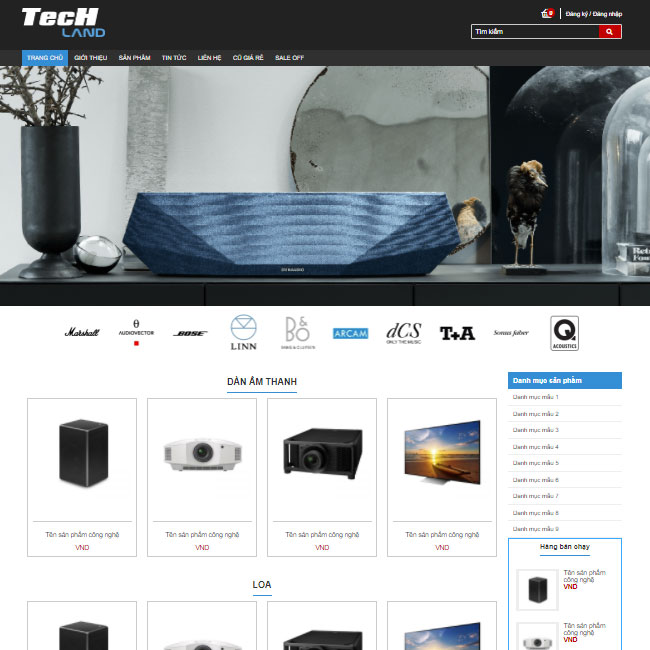 TecH
LAND
0
Đăng ký / Đăng nhập
Tìm kiếm
TRANG CHỦ GIỚI THIỆU SẢN PHẨM TIN TỨC LIÊN HỆ CŨ GIÁ RẺ SALE OFF
DYNAUDIO
Marshall
AUDIOVECTOR
BOSE
LINN
B&O
BANG & OLUFSEN
ARCAM
dCS
ONLY THE MUSIC
T+A
Sonus faber
Q
ACOUSTICS
DÀN ÂM THANH
Tên sản phẩm công nghệ
VND
Tên sản phẩm công nghệ
VND
Tên sản phẩm công nghệ
VND
Tên sản phẩm công nghệ
VND
LOA
Danh mục sản phẩm
Danh mục mẫu 1
Danh mục mẫu 2
Danh mục mẫu 3
Danh mục mẫu 4
Danh mục mẫu 5
Danh mục mẫu 6
Danh mục mẫu 7
Danh mục mẫu 8
Danh mục mẫu 9
Hàng bán chạy
Tên sản phẩm
công nghệ
VND
Tên sản phẩm
công nghệ
VND